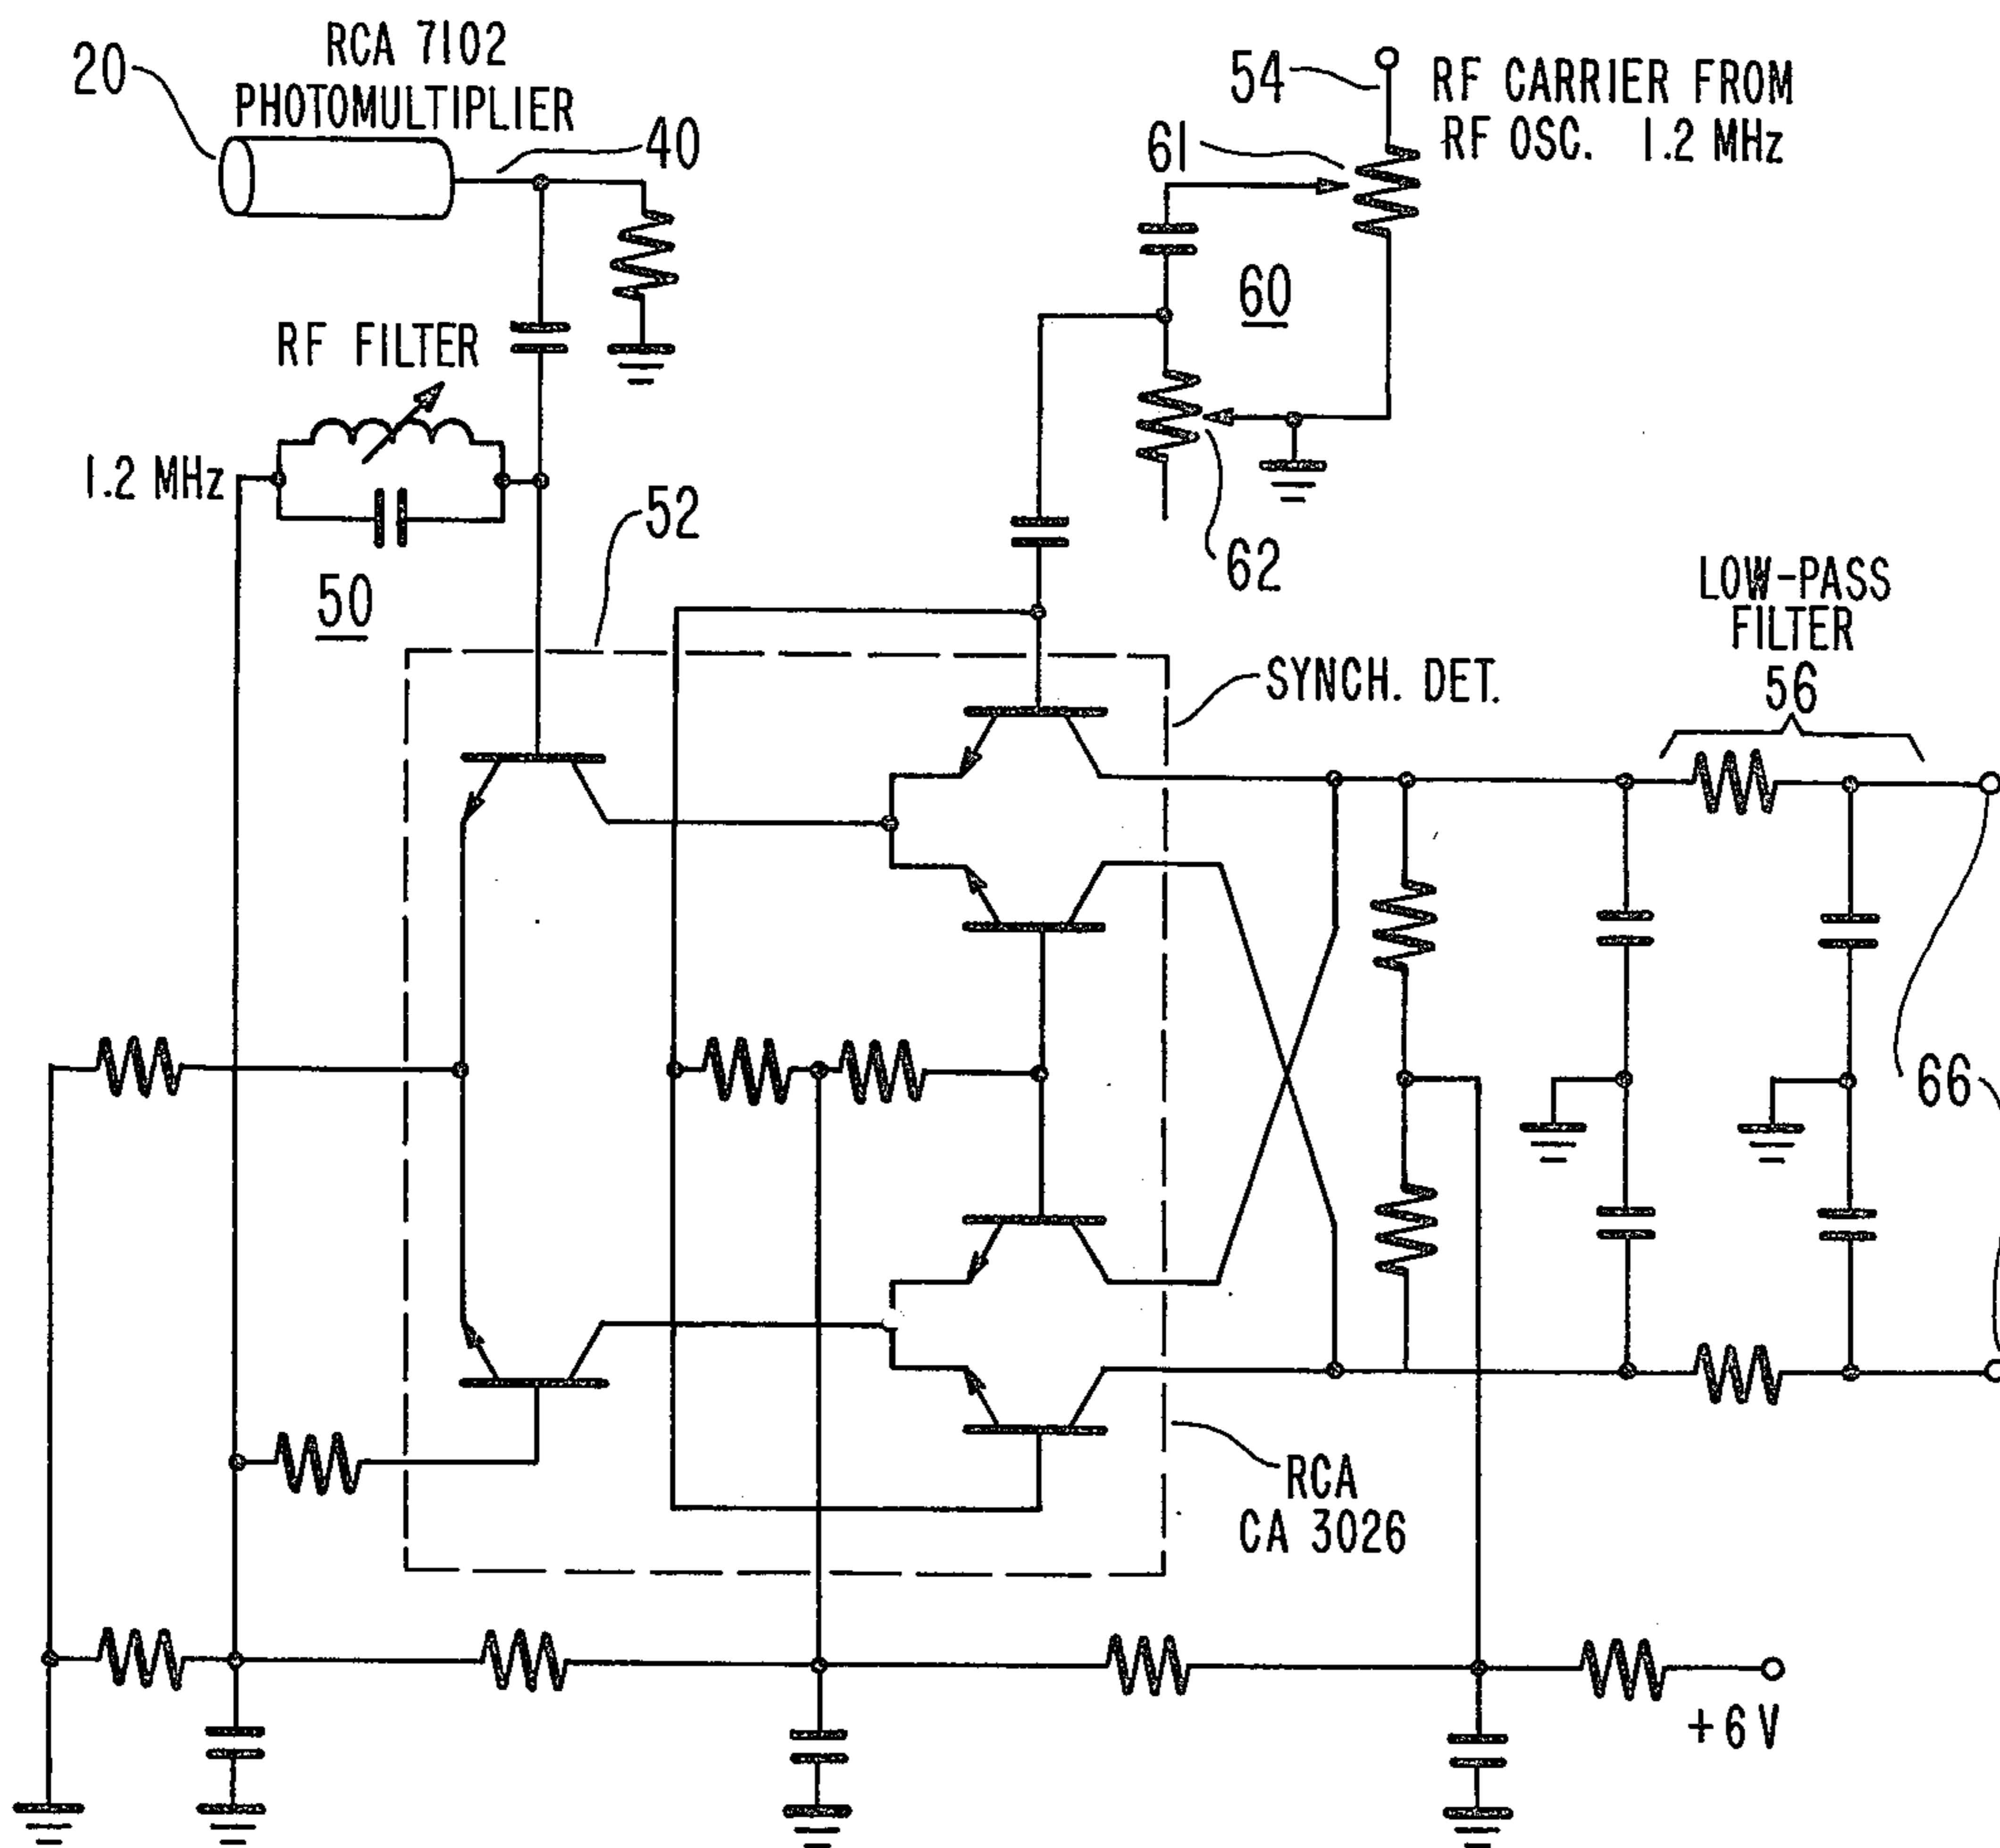 20
RCA 7102
PHOTOMULTIPLIER
40
54
RF CARRIER FROM
RF OSC. 1.2 MHz
61
60
RF FILTER
1.2 MHz
50
52
62
LOW-PASS
FILTER
56
SYNCH. DET.
66
RCA
CA 3026
+6V